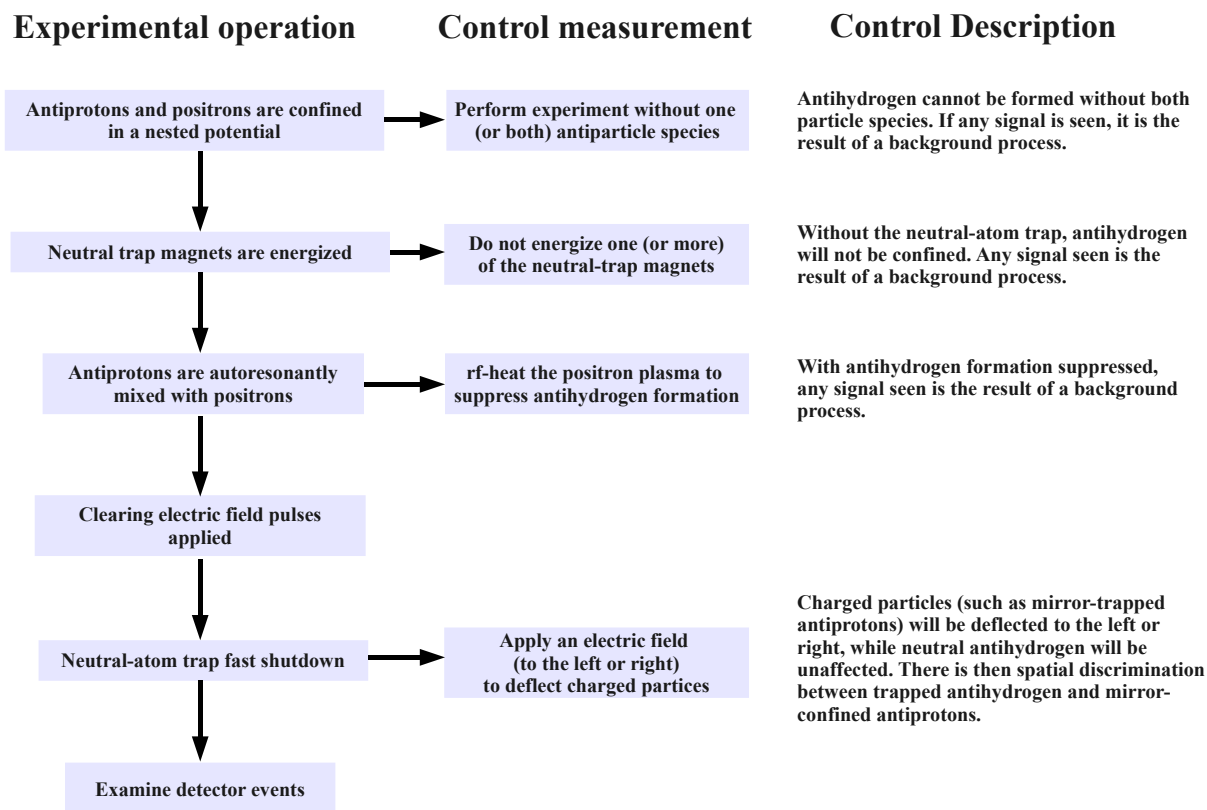 Experimental operation
Control measurement
Control Description
Antiprotons and positrons are confined
in a nested potential
Perform experiment without one
(or both) antiparticle species
Antihydrogen cannot be formed without both
particle species. If any signal is seen, it is the
result of a background process.
Neutral trap magnets are energized
Do not energize one (or more)
of the neutral-trap magnets
Without the neutral-atom trap, antihydrogen
will not be confined. Any signal seen is the
result of a background process.
Antiprotons are autoresonantly
mixed with positrons
rf-heat the positron plasma to
suppress antihydrogen formation
With antihydrogen formation suppressed,
any signal seen is the result of a background
process.
Clearing electric field pulses
applied
Neutral-atom trap fast shutdown
Apply an electric field
(to the left or right)
to deflect charged partices
Charged particles (such as mirror-trapped
antiprotons) will be deflected to the left or
right, while neutral antihydrogen will be
unaffected. There is then spatial discrimination
between trapped antihydrogen and mirror-
confined antiprotons.
Examine detector events